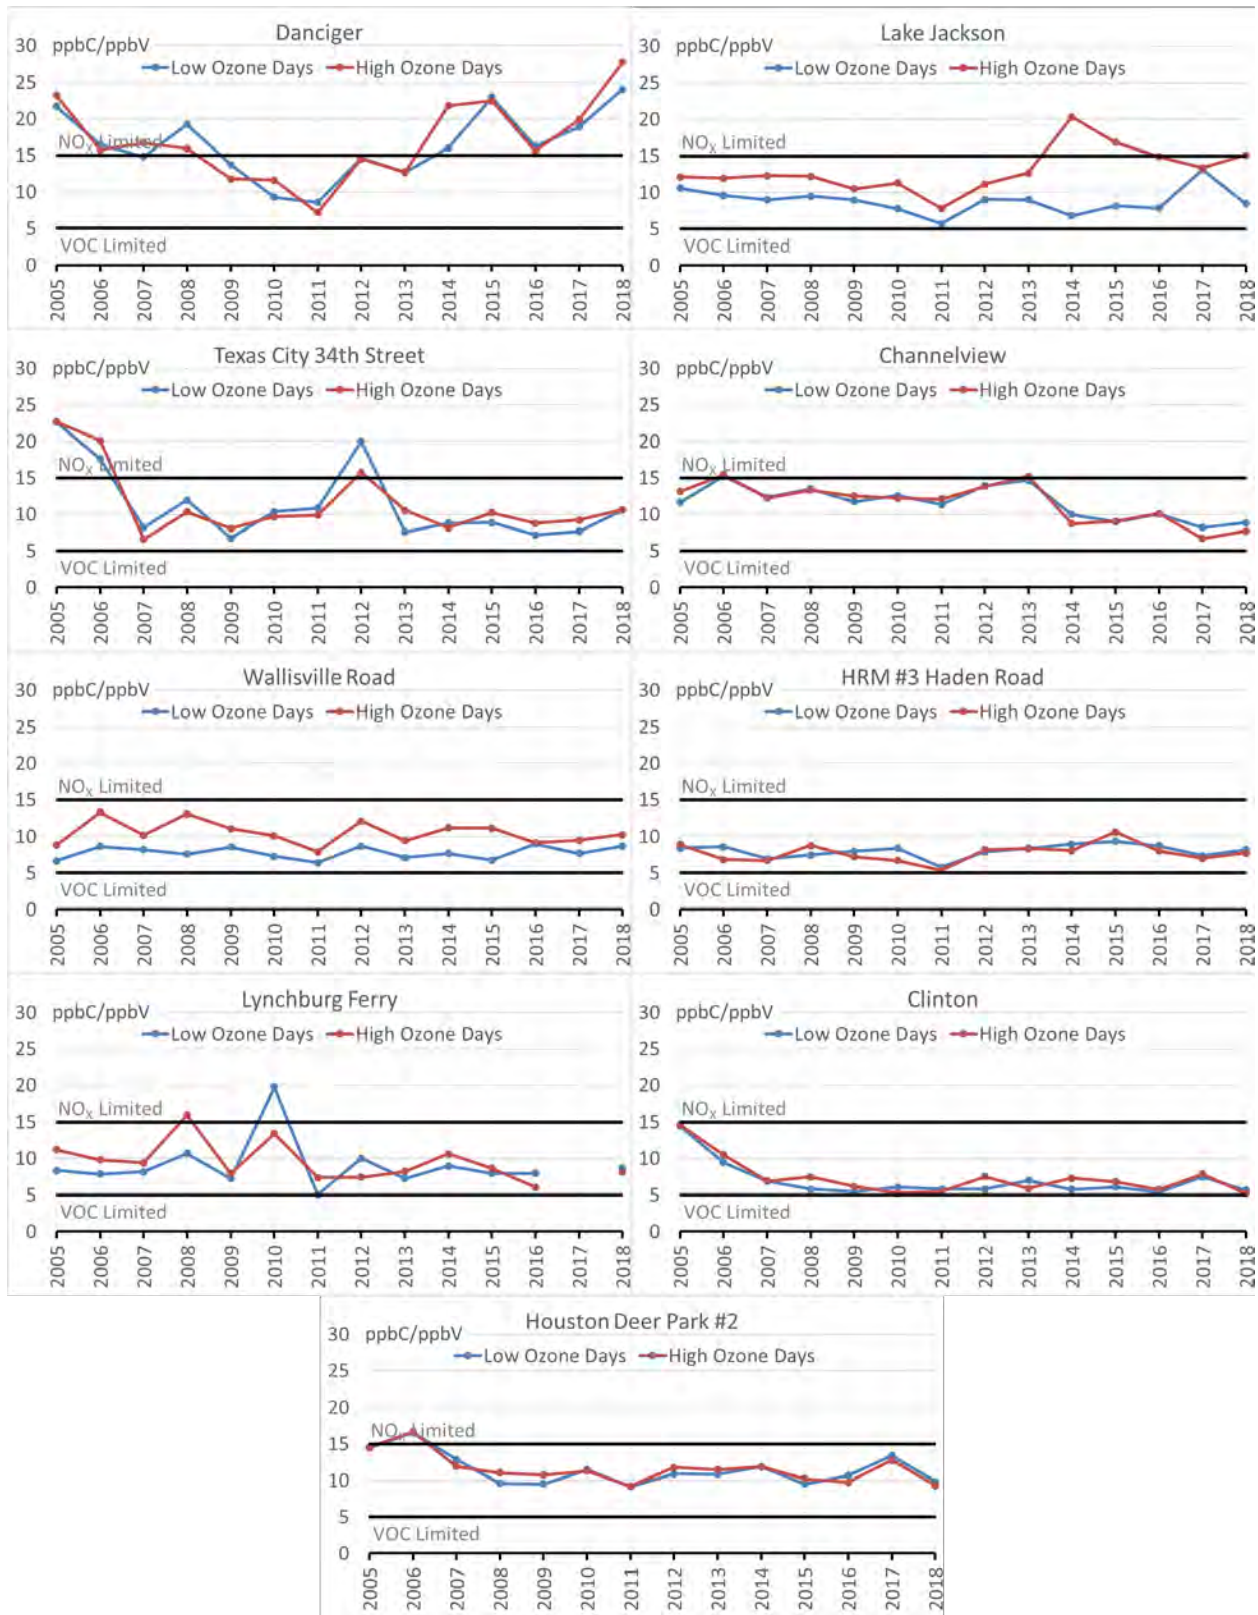 Danciger
ppbC/ppbV
Low Ozone Days High Ozone Days
30
25
20
15
10
5
0
NOₓ Limited
VOC Limited
2005 2006 2007 2008 2009 2010 2011 2012 2013 2014 2015 2016 2017 2018
Lake Jackson
ppbC/ppbV
Low Ozone Days High Ozone Days
30
25
20
15
10
5
0
NOₓ Limited
VOC Limited
2005 2006 2007 2008 2009 2010 2011 2012 2013 2014 2015 2016 2017 2018
Texas City 34th Street
ppbC/ppbV
Low Ozone Days High Ozone Days
30
25
20
15
10
5
0
NOₓ Limited
VOC Limited
2005 2006 2007 2008 2009 2010 2011 2012 2013 2014 2015 2016 2017 2018
Channelview
ppbC/ppbV
Low Ozone Days High Ozone Days
30
25
20
15
10
5
0
NOₓ Limited
VOC Limited
2005 2006 2007 2008 2009 2010 2011 2012 2013 2014 2015 2016 2017 2018
Wallisville Road
ppbC/ppbV
Low Ozone Days High Ozone Days
30
25
20
15
10
5
0
NOₓ Limited
VOC Limited
2005 2006 2007 2008 2009 2010 2011 2012 2013 2014 2015 2016 2017 2018
HRM #3 Haden Road
ppbC/ppbV
Low Ozone Days High Ozone Days
30
25
20
15
10
5
0
NOₓ Limited
VOC Limited
2005 2006 2007 2008 2009 2010 2011 2012 2013 2014 2015 2016 2017 2018
Lynchburg Ferry
ppbC/ppbV
Low Ozone Days High Ozone Days
30
25
20
15
10
5
0
NOₓ Limited
VOC Limited
2005 2006 2007 2008 2009 2010 2011 2012 2013 2014 2015 2016 2017 2018
Clinton
ppbC/ppbV
Low Ozone Days High Ozone Days
30
25
20
15
10
5
0
NOₓ Limited
VOC Limited
2005 2006 2007 2008 2009 2010 2011 2012 2013 2014 2015 2016 2017 2018
Houston Deer Park #2
ppbC/ppbV
Low Ozone Days High Ozone Days
30
25
20
15
10
5
0
NOₓ Limited
VOC Limited
2005 2006 2007 2008 2009 2010 2011 2012 2013 2014 2015 2016 2017 2018